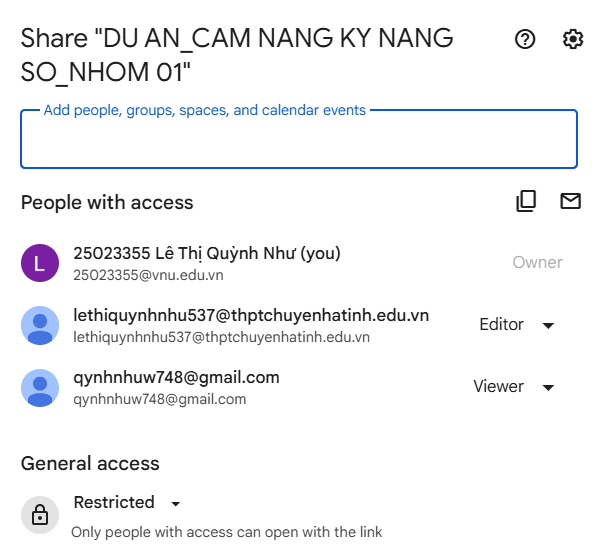 Share "DU AN_CAM NANG KY NANG
SO_NHOM 01"
Add people, groups, spaces, and calendar events
People with access
L
25023355 Lê Thị Quỳnh Như (you)
25023355@vnu.edu.vn
Owner
lethiquynhnhu537@thptchuyenhatinh.edu.vn
lethiquynhnhu537@thptchuyenhatinh.edu.vn
Editor
qynhnhuw748@gmail.com
qynhnhuw748@gmail.com
Viewer
General access
Restricted
Only people with access can open with the link